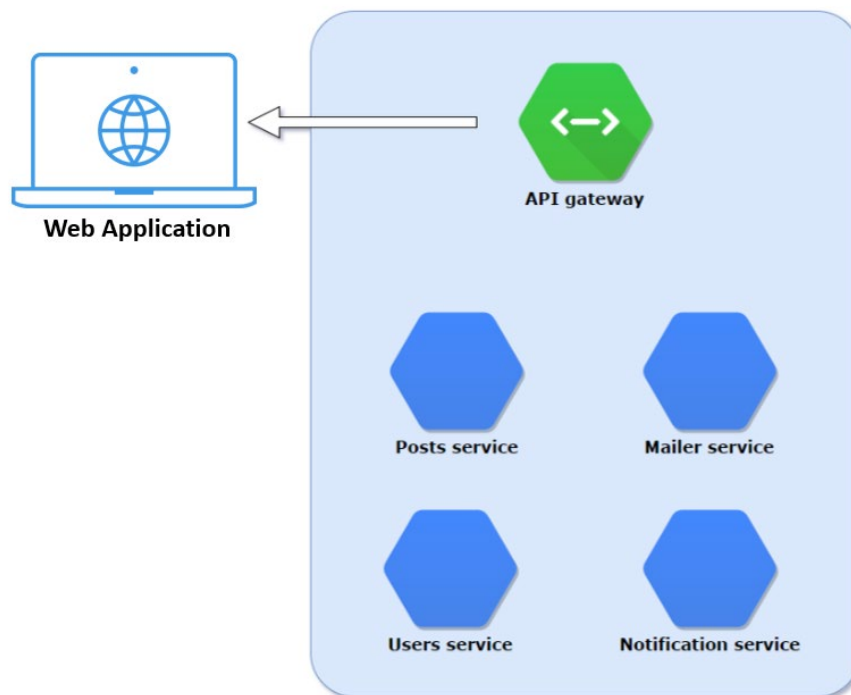 API gateway
Web Application
Posts service
Mailer service
Users service
Notification service